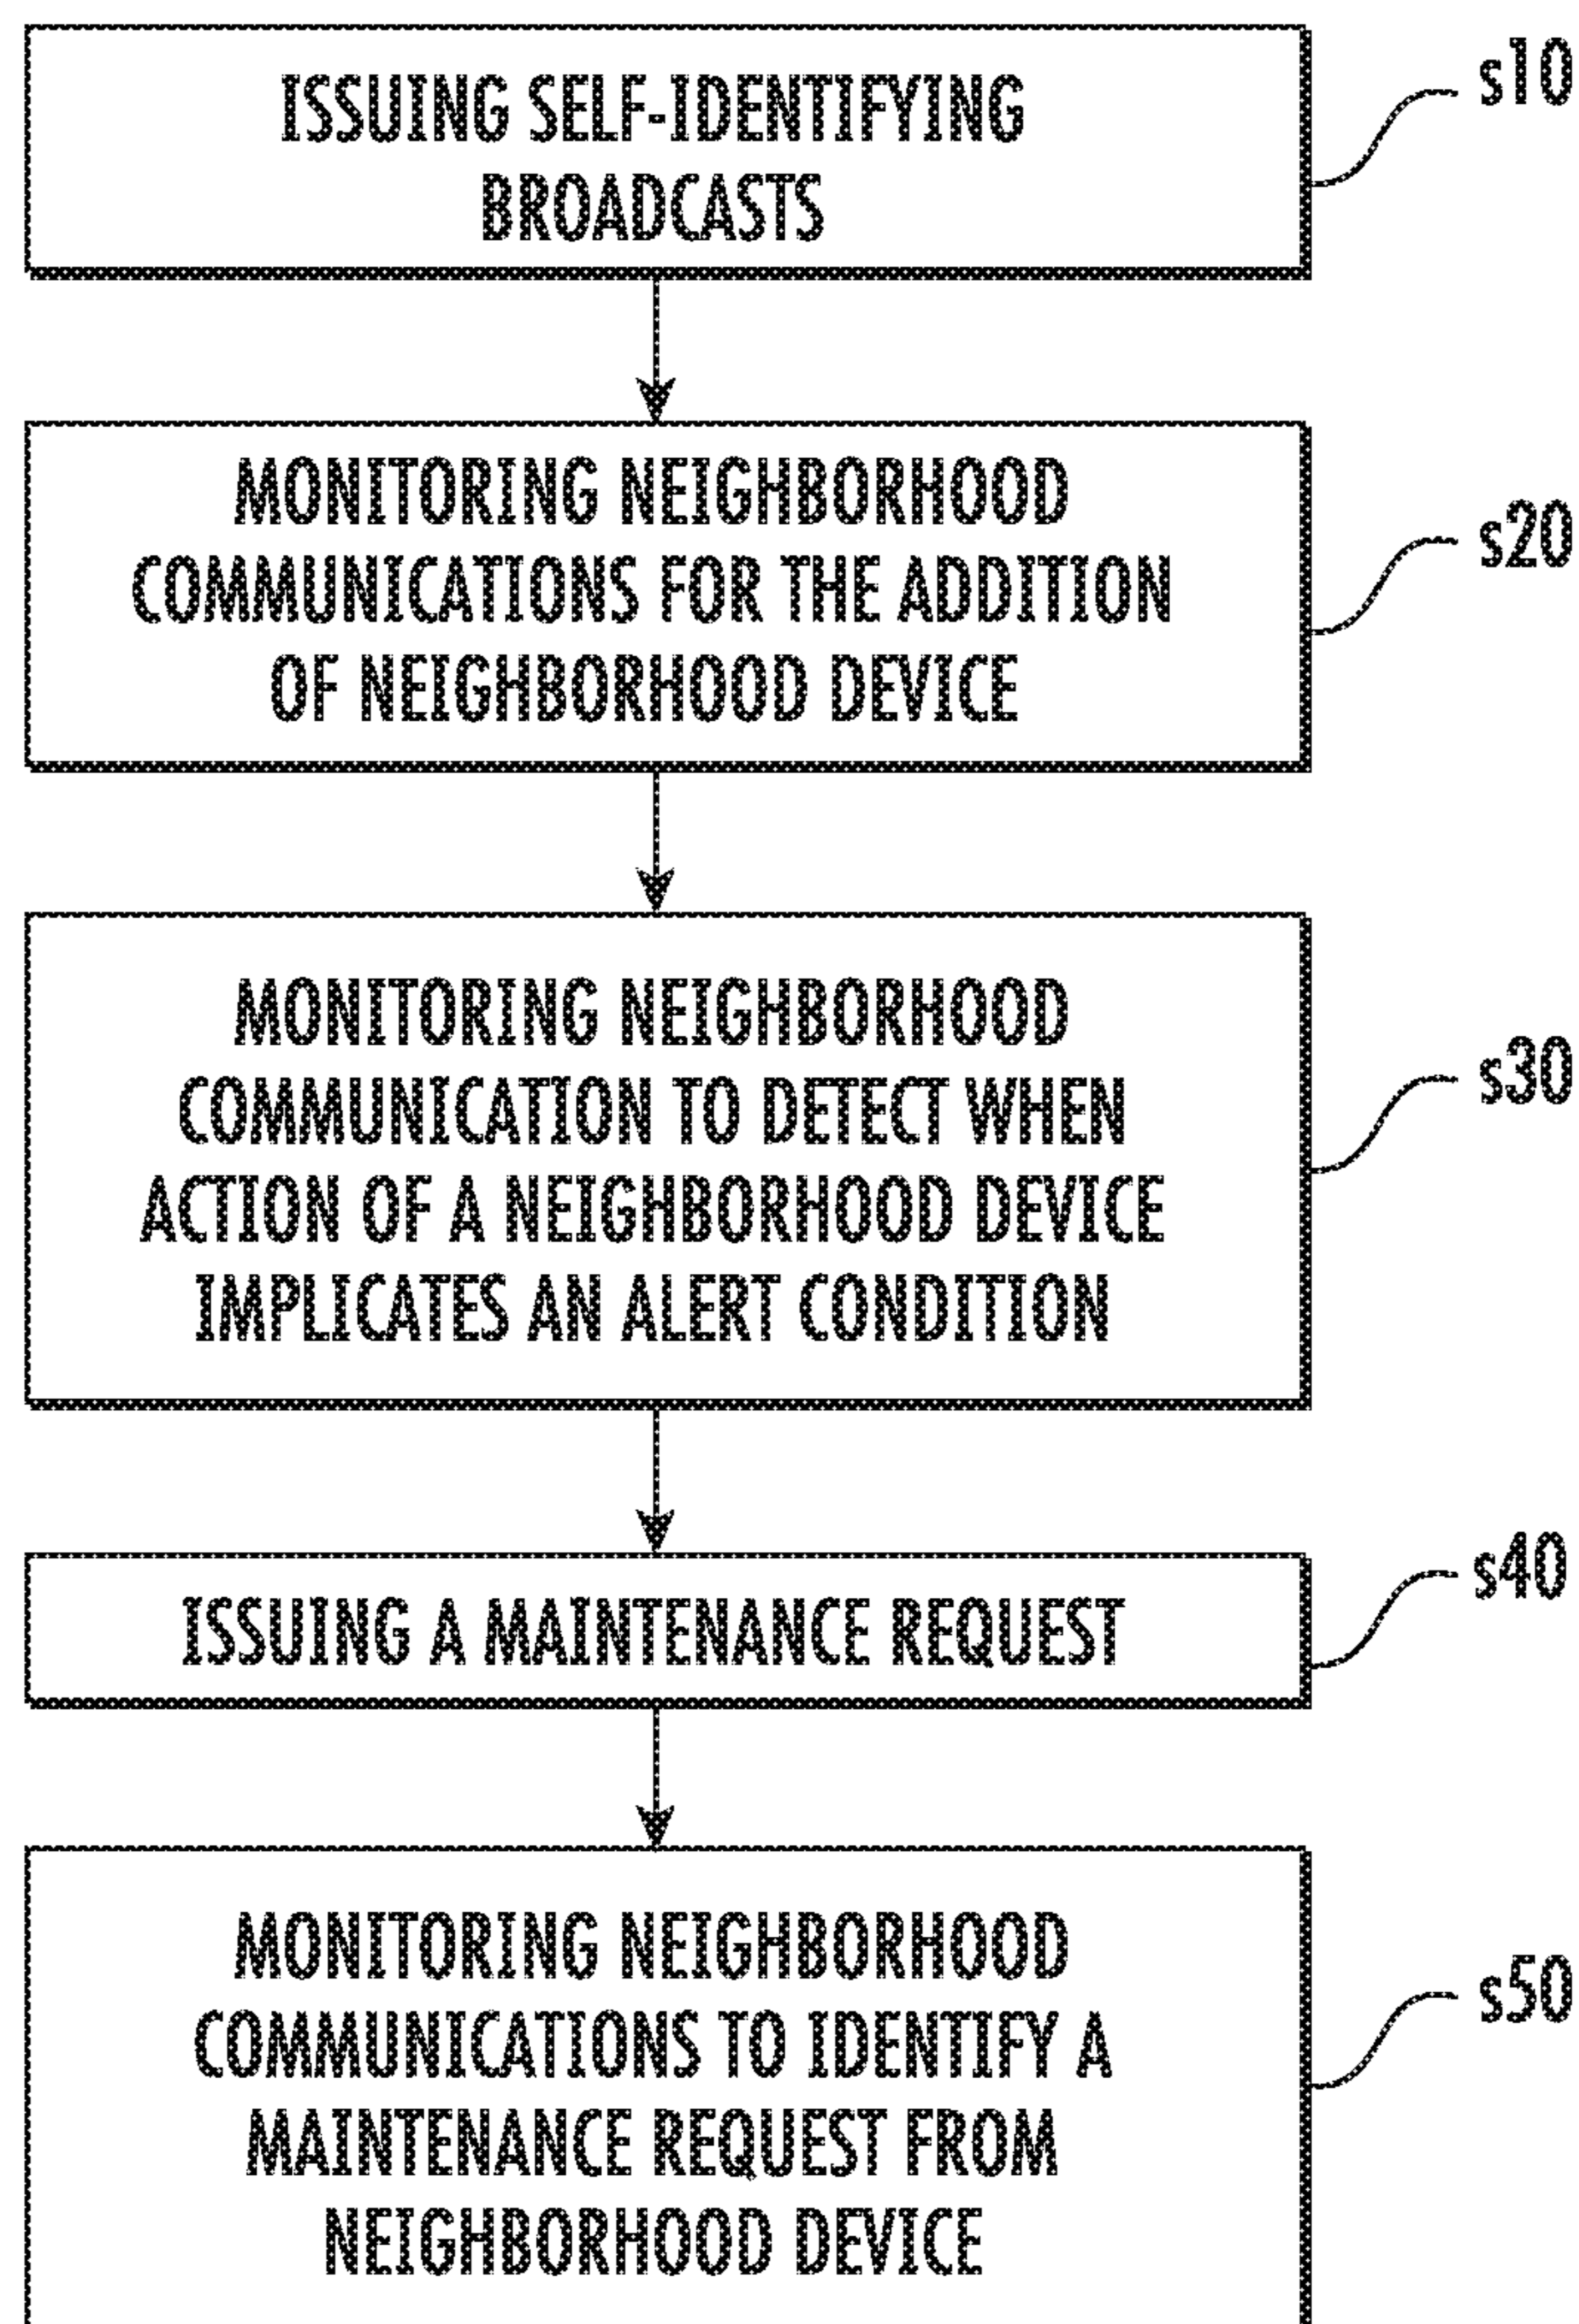 ISSUING SELF-IDENTIFYING
BROADCASTS
s10
MONITORING NEIGHBORHOOD
COMMUNICATIONS FOR THE ADDITION
OF NEIGHBORHOOD DEVICE
s20
MONITORING NEIGHBORHOOD
COMMUNICATION TO DETECT WHEN
ACTION OF A NEIGHBORHOOD DEVICE
IMPLICATES AN ALERT CONDITION
s30
ISSUING A MAINTENANCE REQUEST
s40
MONITORING NEIGHBORHOOD
COMMUNICATIONS TO IDENTIFY A
MAINTENANCE REQUEST FROM
NEIGHBORHOOD DEVICE
s50